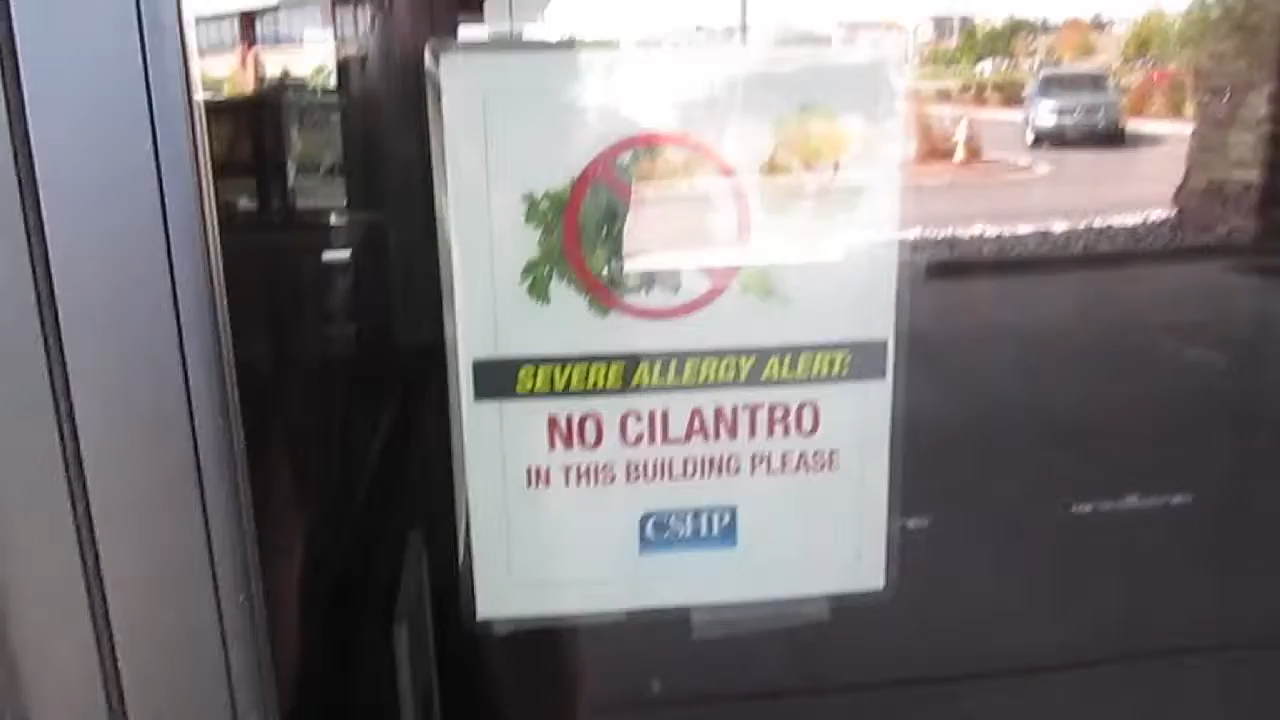 SEVERE ALLERGY ALERT:
NO CILANTRO
IN THIS BUILDING PLEASE
CSHP